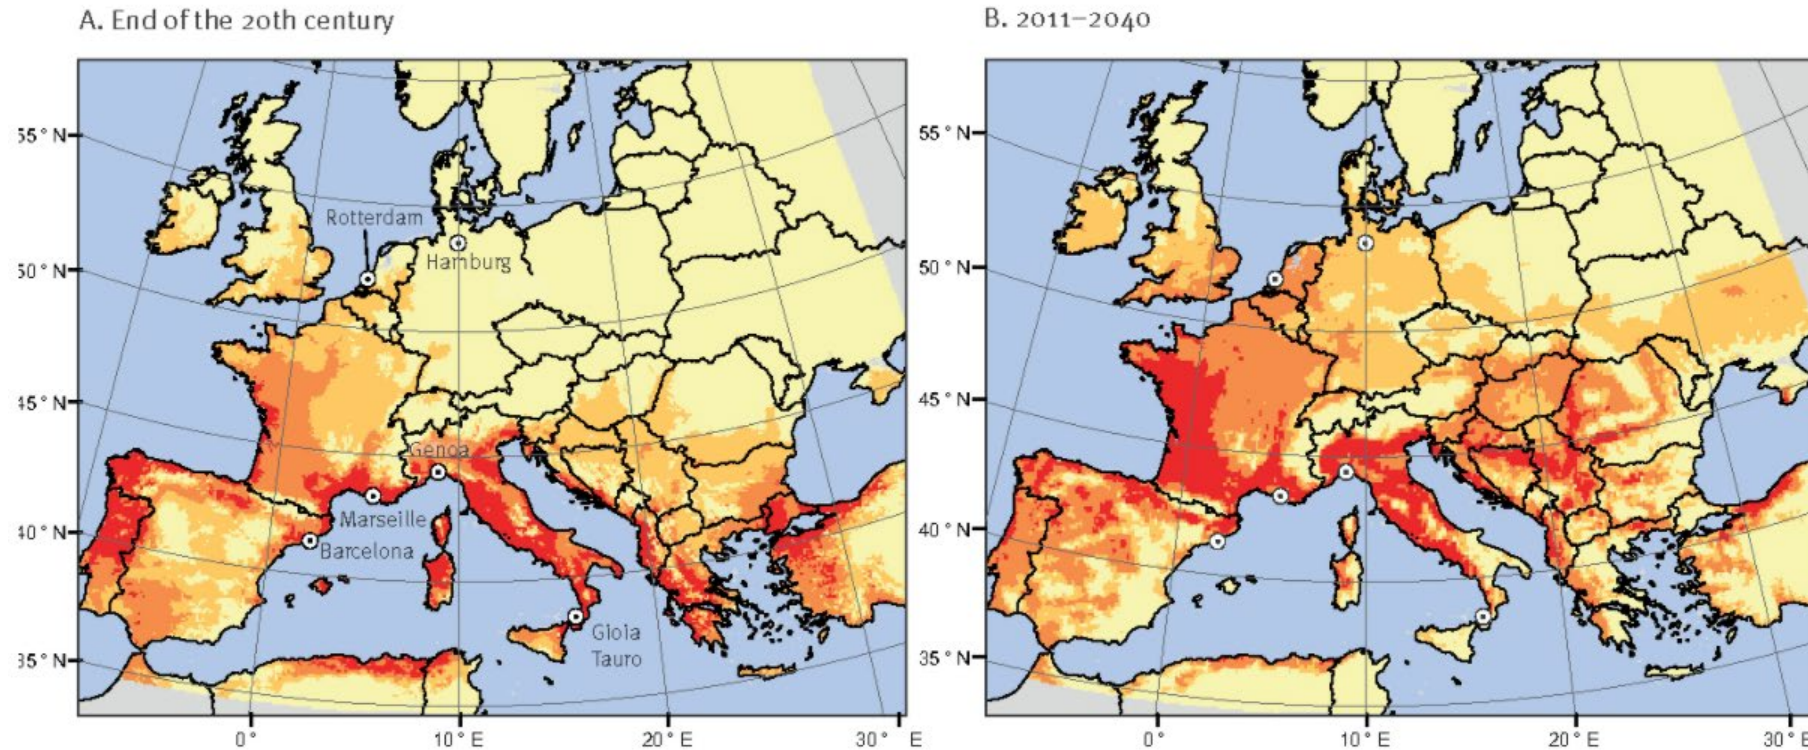 A. End of the 20th century
B. 2011–2040
55° N
50° N
45° N
40° N
35° N
0°
10° E
20° E
30° E
Rotterdam
Hamburg
Genoa
Marseille
Barcelona
Gioia
Tauro
55° N
50° N
45° N
40° N
35° N
0°
10° E
20° E
30° E